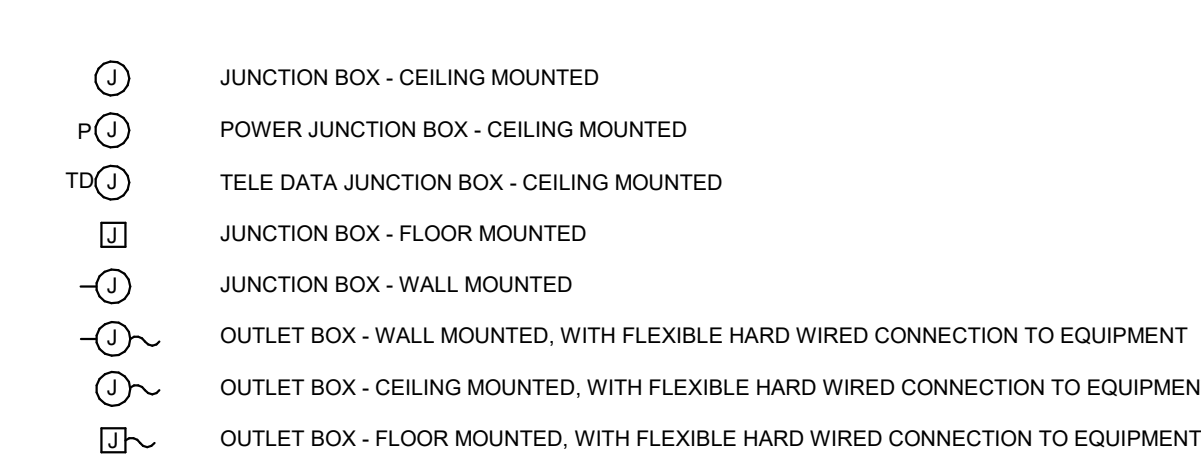 J JUNCTION BOX - CEILING MOUNTED
P J POWER JUNCTION BOX - CEILING MOUNTED
TD J TELE DATA JUNCTION BOX - CEILING MOUNTED
J JUNCTION BOX - FLOOR MOUNTED
J JUNCTION BOX - WALL MOUNTED
J OUTLET BOX - WALL MOUNTED, WITH FLEXIBLE HARD WIRED CONNECTION TO EQUIPMENT
J OUTLET BOX - CEILING MOUNTED, WITH FLEXIBLE HARD WIRED CONNECTION TO EQUIPMEN
J OUTLET BOX - FLOOR MOUNTED, WITH FLEXIBLE HARD WIRED CONNECTION TO EQUIPMENT